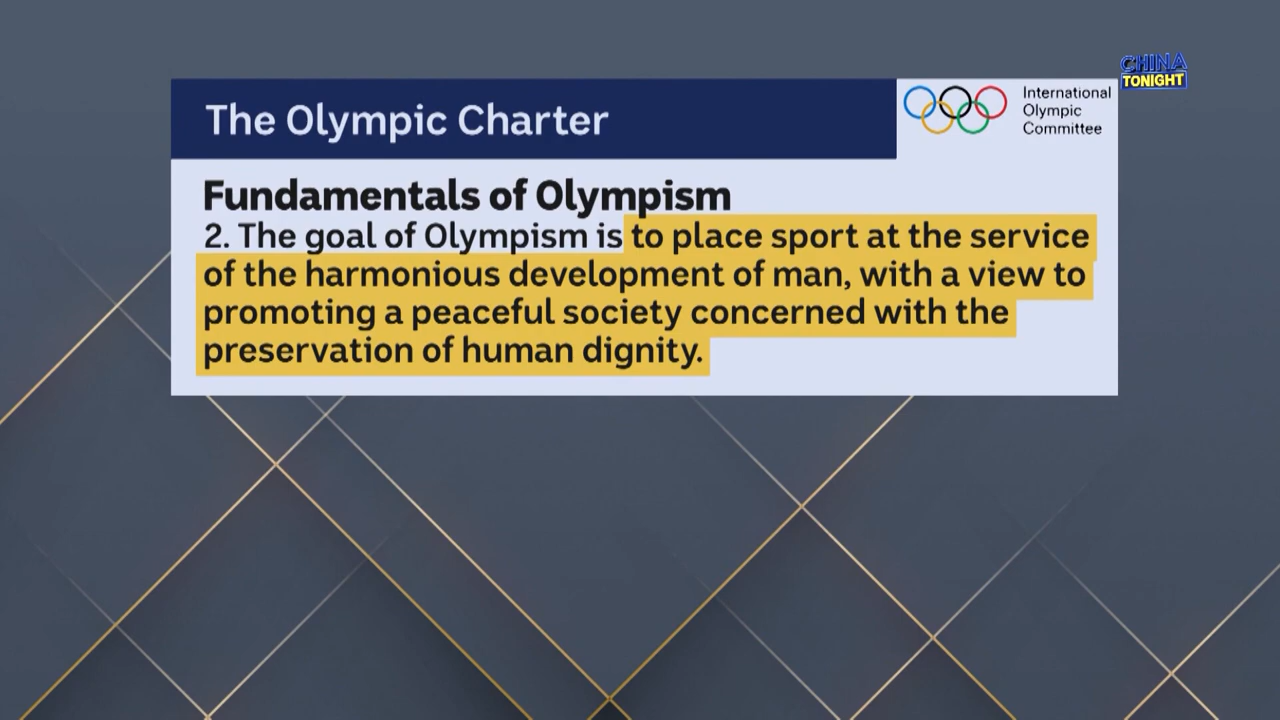 CHINA
TONIGHT
The Olympic Charter
International
Olympic
Committee
Fundamentals of Olympism
2. The goal of Olympism is to place sport at the service
of the harmonious development of man, with a view to
promoting a peaceful society concerned with the
preservation of human dignity.